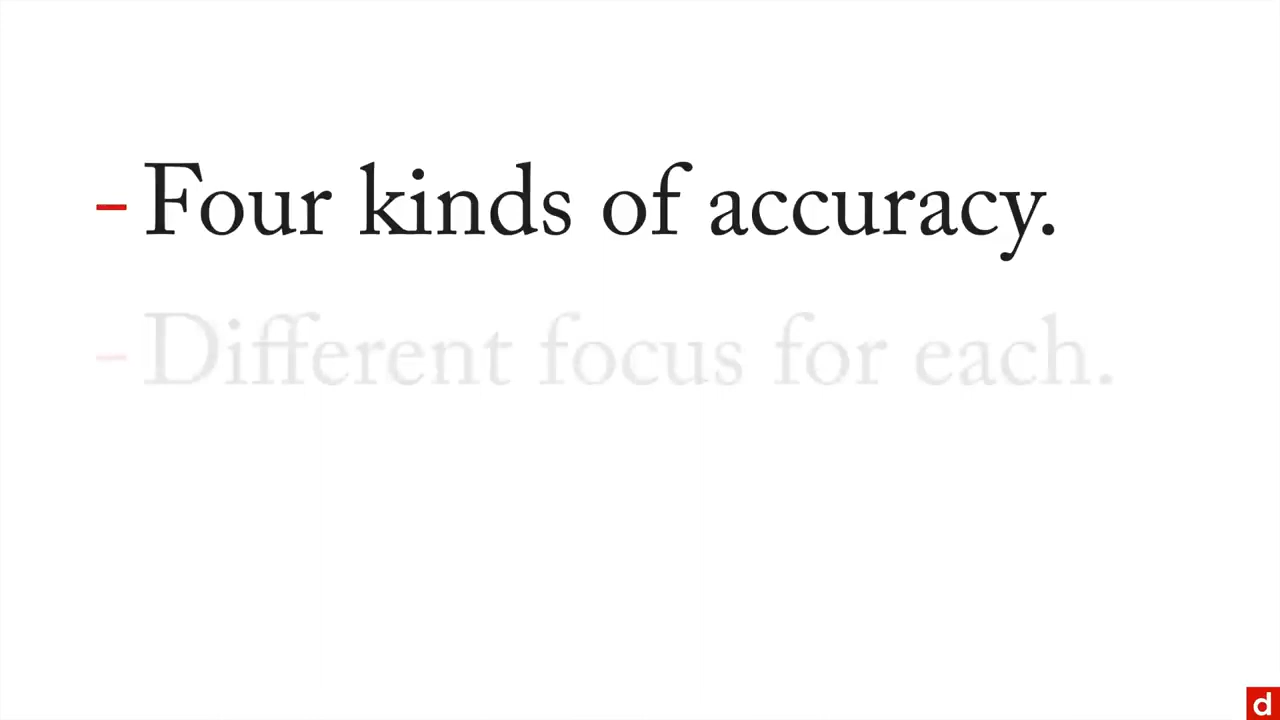 - Four kinds of accuracy.
- Different focus for each.
d